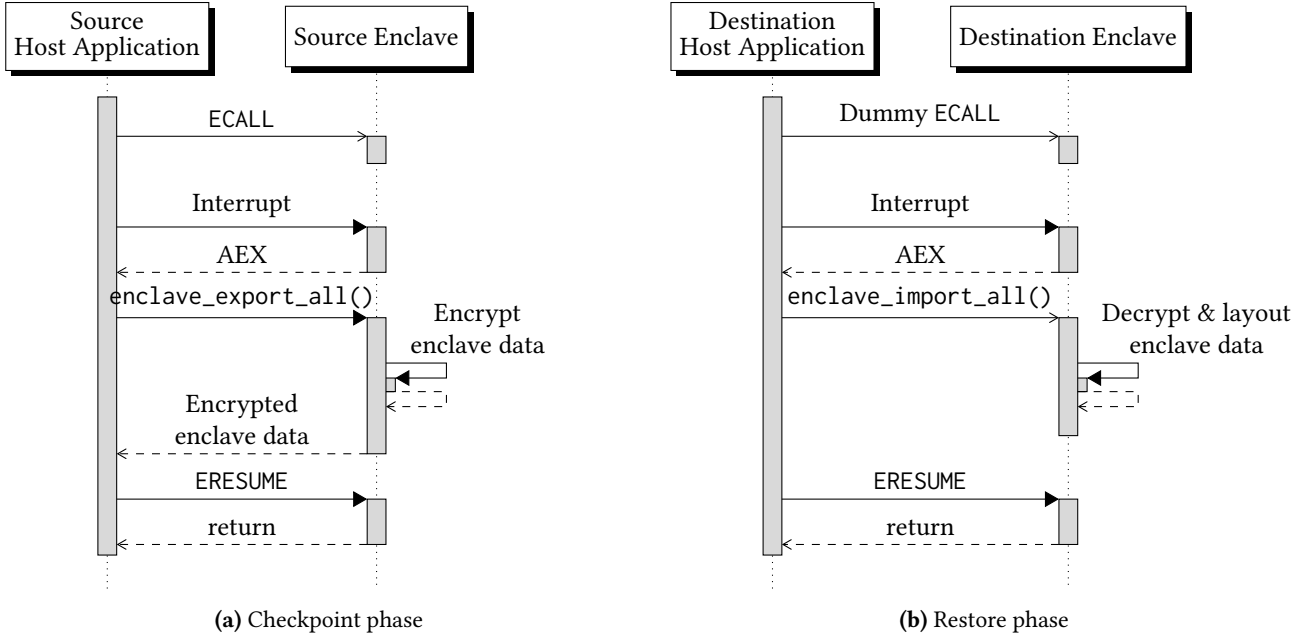 Source
Host Application
Source Enclave
ECALL
Interrupt
AEX
enclave_export_all()
Encrypt
enclave data
Encrypted
enclave data
ERESUME
return
(a) Checkpoint phase
Destination
Host Application
Destination Enclave
Dummy ECALL
Interrupt
AEX
enclave_import_all()
Decrypt & layout
enclave data
ERESUME
return
(b) Restore phase